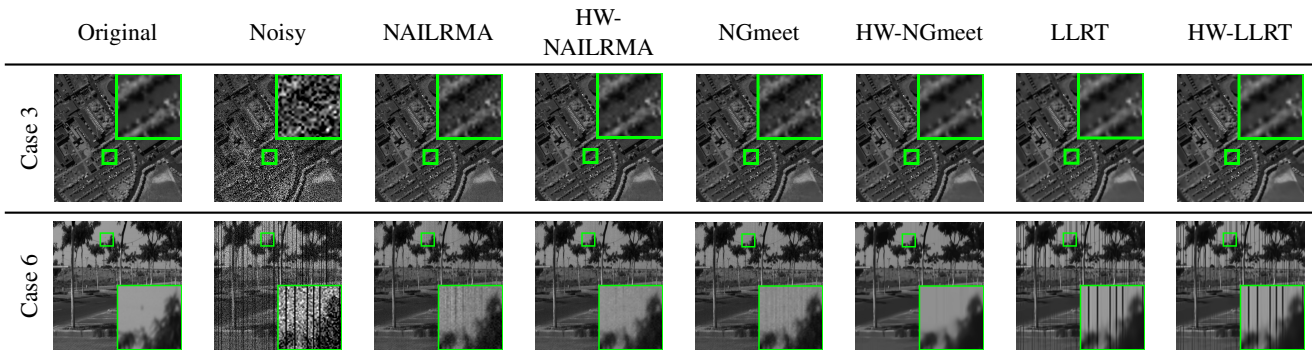 Original Noisy NAILRMA HW-
NAILRMA NGmeet HW-NGmeet LLRT HW-LLRT
Case 3
Case 6